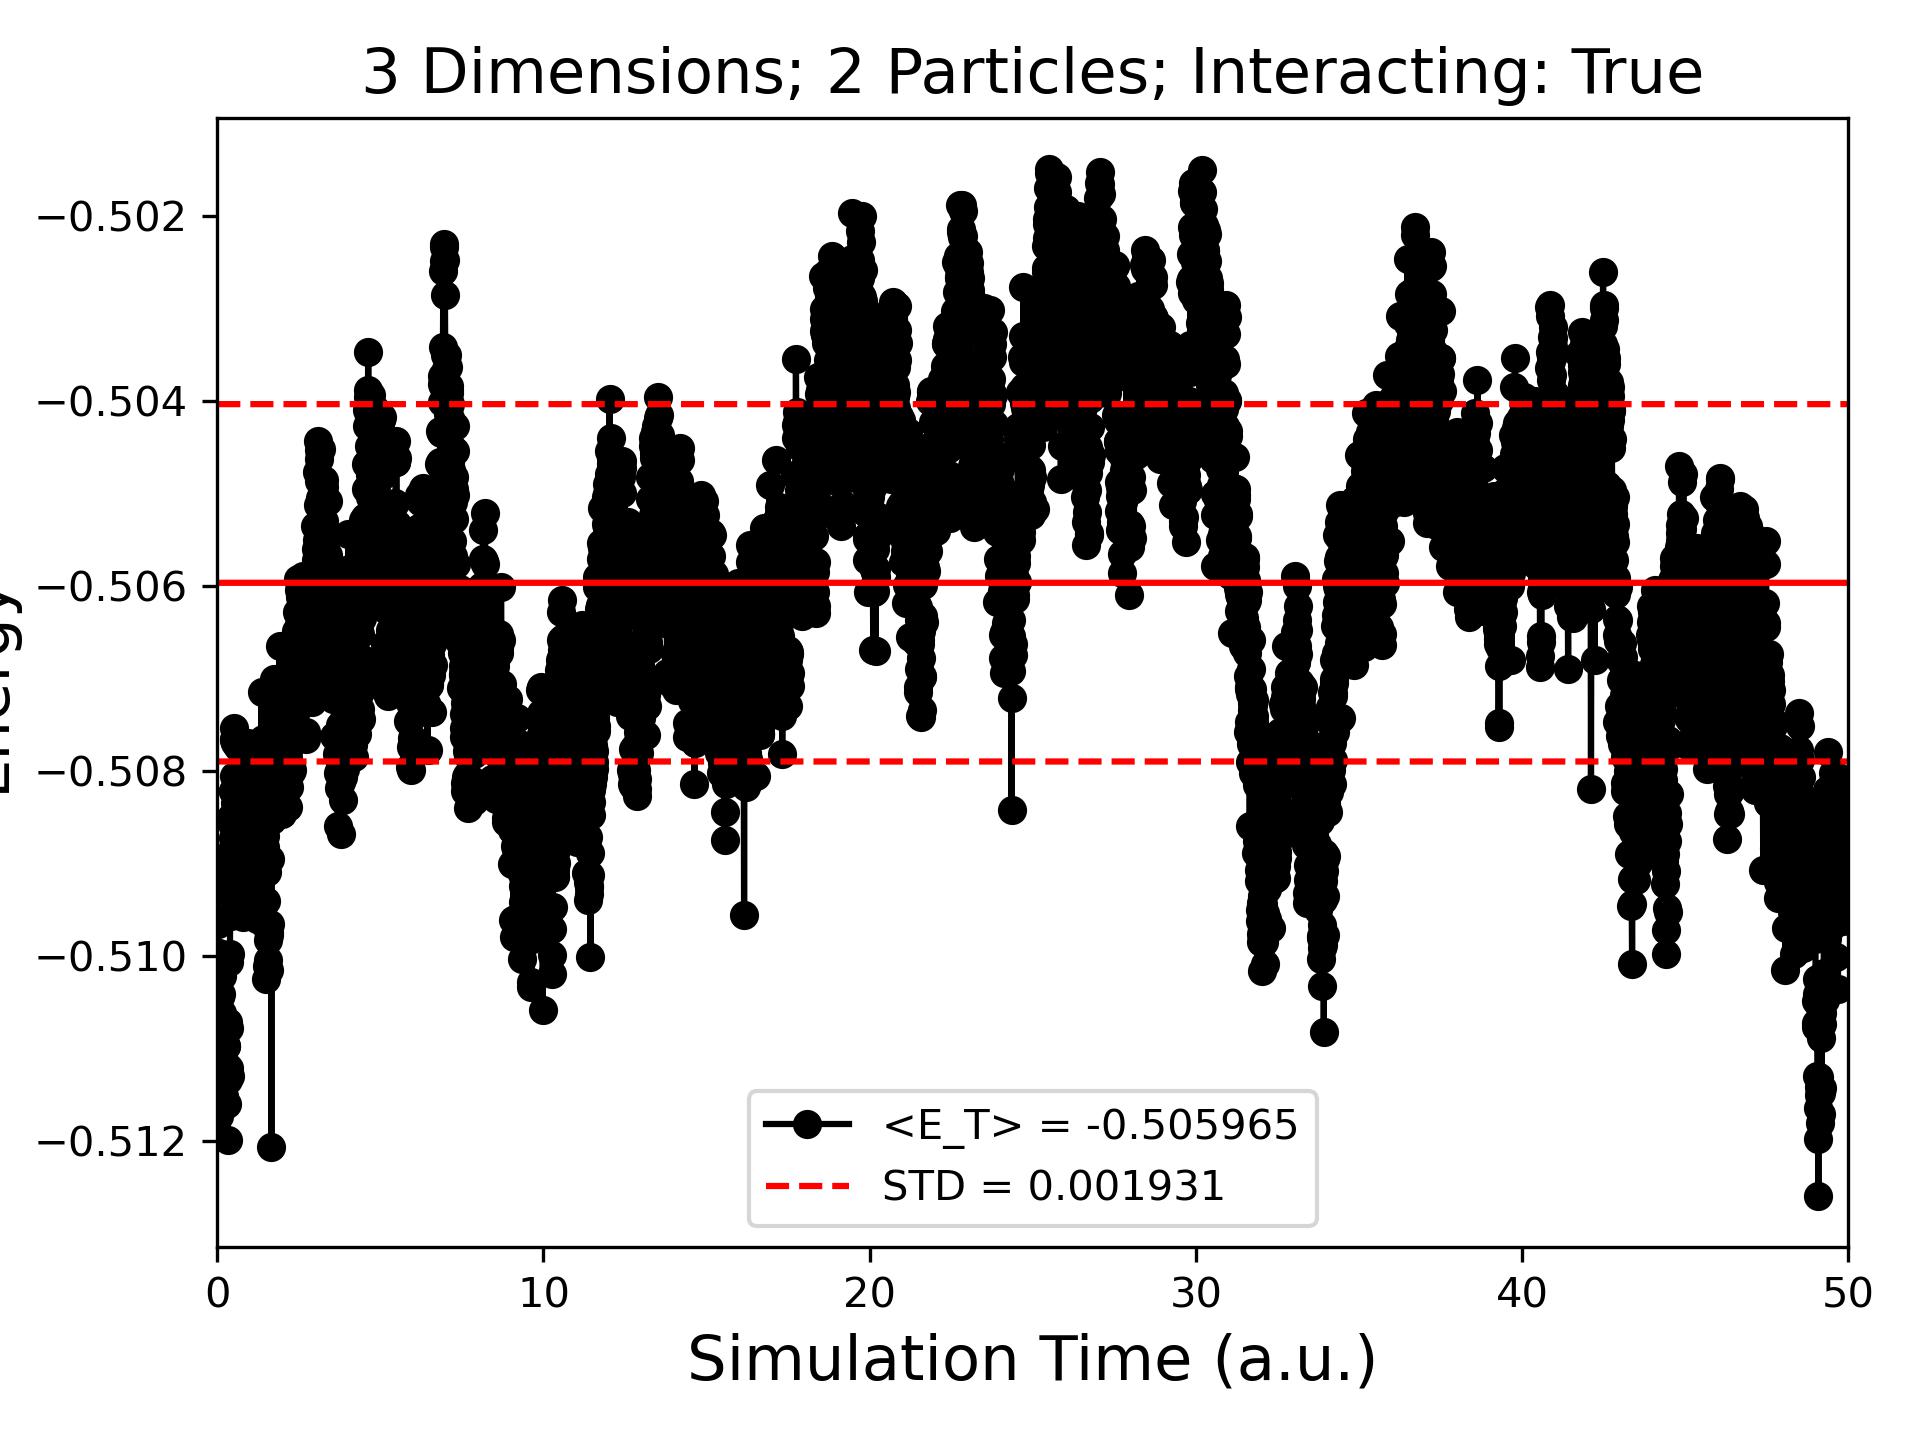 3 Dimensions; 2 Particles; Interacting: True
Energy
−0.502
−0.504
−0.506
−0.508
−0.510
−0.512
<E_T> = -0.505965
STD = 0.001931
0 10 20 30 40 50
Simulation Time (a.u.)